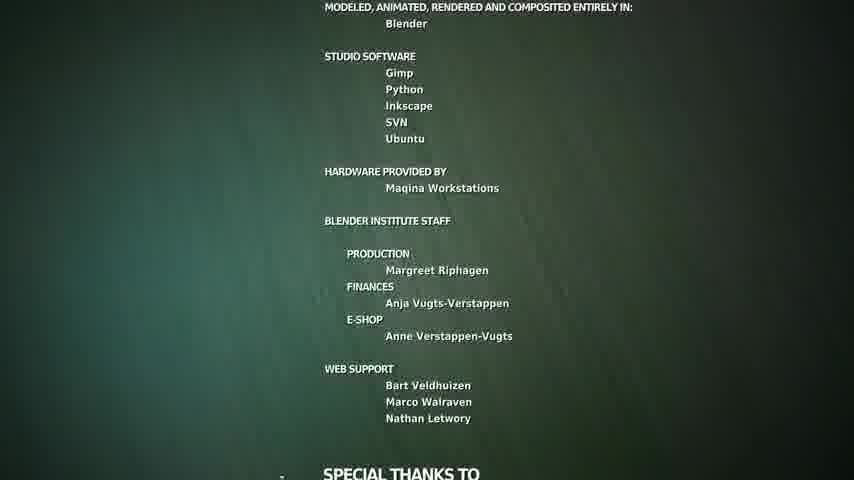 MODELED, ANIMATED, RENDERED AND COMPOSITED ENTIRELY IN:
Blender
STUDIO SOFTWARE
Gimp
Python
Inkscape
SVN
Ubuntu
HARDWARE PROVIDED BY
Maqina Workstations
BLENDER INSTITUTE STAFF
PRODUCTION
Margreet Riphagen
FINANCES
Anja Vugts-Verstappen
E-SHOP
Anne Verstappen-Vugts
WEB SUPPORT
Bart Veldhuizen
Marco Walraven
Nathan Letwory
SPECIAL THANKS TO